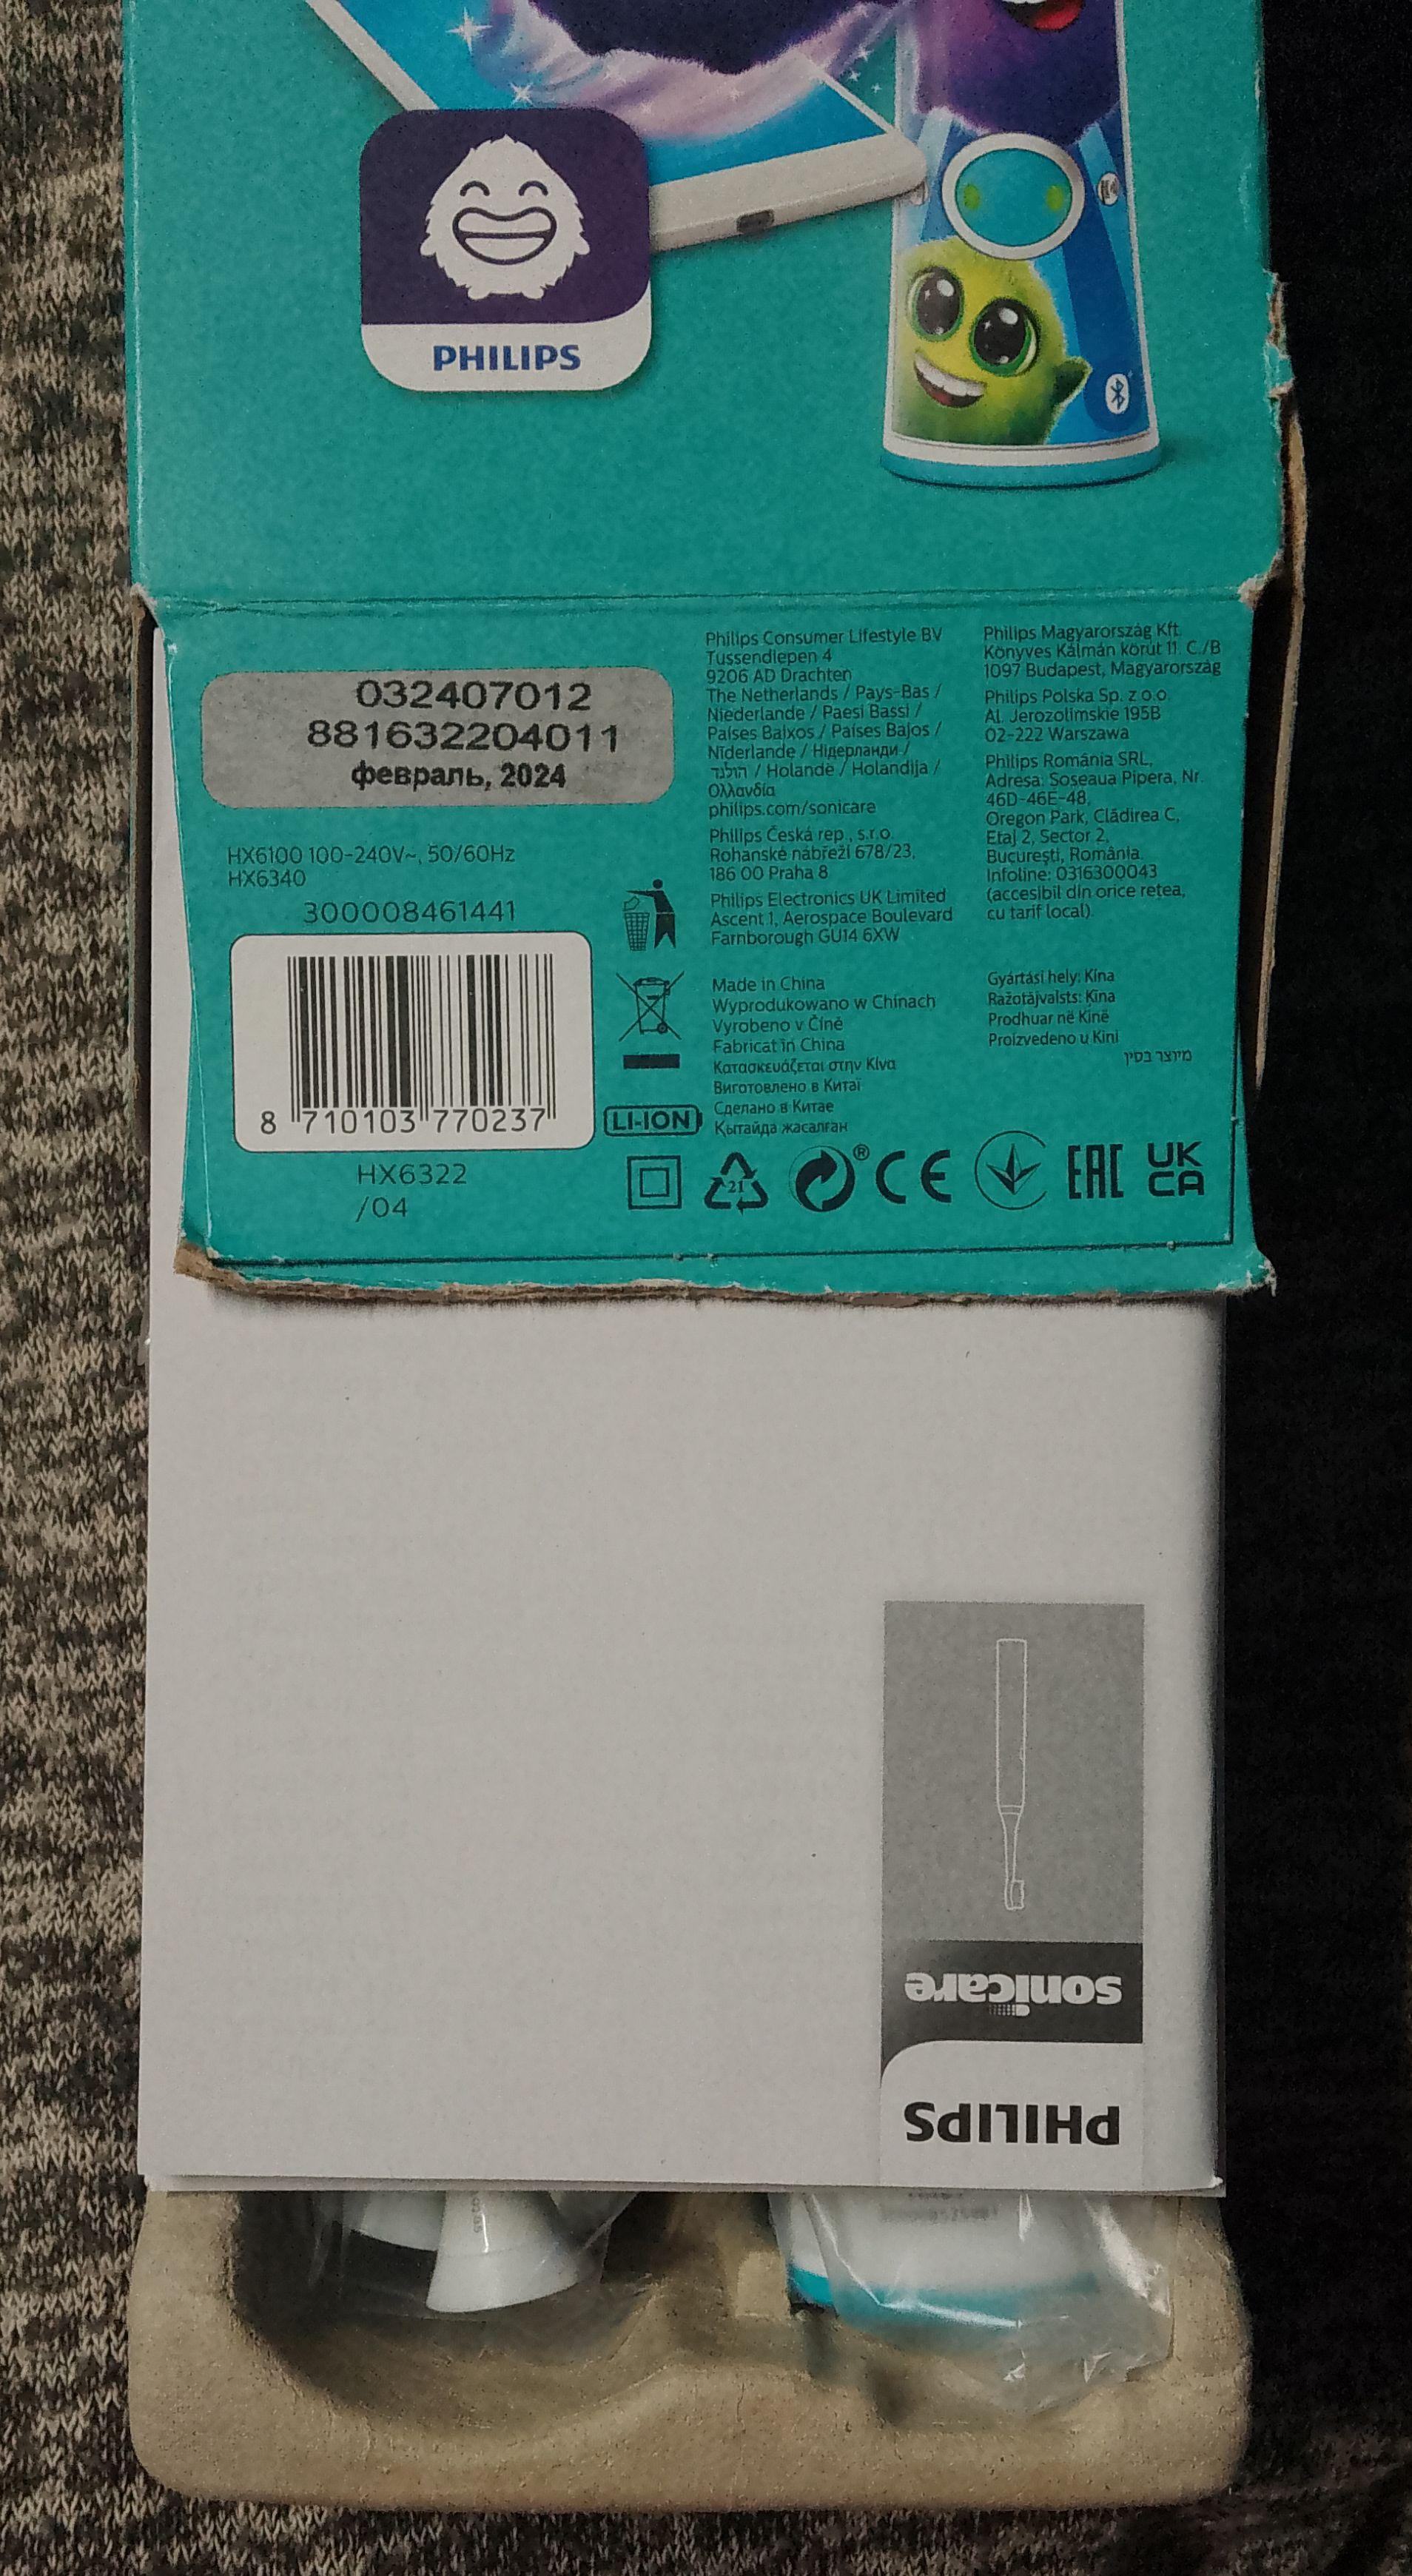 PHILIPS
032407012
881632204011
февраль, 2024
HX6100 100-240V~, 50/60Hz
HX6340
300008461441
8 710103 770237
HX6322
/04
Philips Consumer Lifestyle BV
Tussendiepen 4
9206 AD Drachten
The Netherlands / Pays-Bas /
Niederlande / Paesi Bassi /
Países Baixos / Países Bajos /
Nīderlande / Нідерланди /
הולנד / Holandë / Holandija /
Ολλανδία
philips.com/sonicare
Philips Česká rep., s.r.o.
Rohanské nábřeží 678/23,
186 00 Praha 8
Philips Electronics UK Limited
Ascent 1, Aerospace Boulevard
Farnborough GU14 6XW
Made in China
Wyprodukowano w Chinach
Vyrobeno v Číně
Fabricat în China
Κατασκευάζεται στην Κίνα
Виготовлено в Китаї
Сделано в Китае
Қытайда жасалған
Philips Magyarország Kft.
Könyves Kálmán körút 11. C./B
1097 Budapest, Magyarország
Philips Polska Sp. z o.o.
Al. Jerozolimskie 195B
02-222 Warszawa
Philips România SRL,
Adresa: Șoseaua Pipera, Nr.
46D-46E-48,
Oregon Park, Clădirea C,
Etaj 2, Sector 2,
București, România.
Infoline: 0316300043
(accesibil din orice rețea,
cu tarif local)
Gyártási hely: Kína
Ražotājvalsts: Ķīna
Prodhuar në Kinë
Proizvedeno u Kini
מיוצר בסין
LI-ION
21
® CE EAC UK
CA
sonicare
PHILIPS